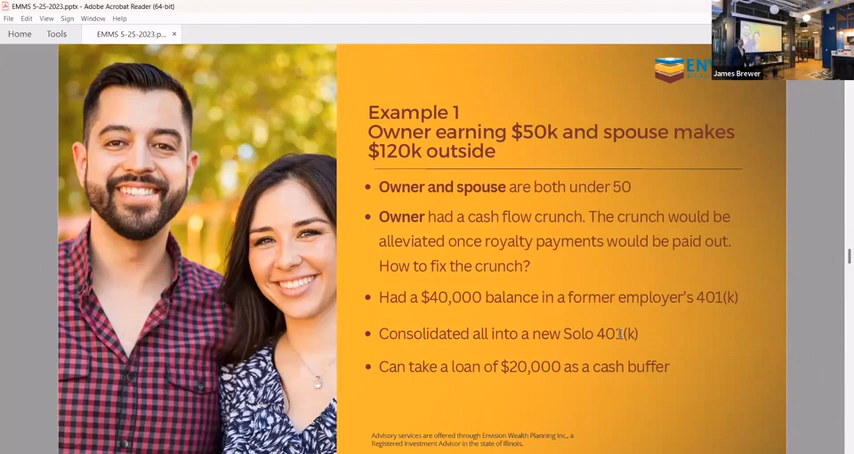 EMMS 5-25-2023.pptx - Adobe Acrobat Reader (64-bit)
File Edit View Sign Window Help
Home Tools EMMS 5-25-2023.p... ×
James Brewer
Example 1
Owner earning $50k and spouse makes
$120k outside
• Owner and spouse are both under 50
• Owner had a cash flow crunch. The crunch would be
alleviated once royalty payments would be paid out.
How to fix the crunch?
• Had a $40,000 balance in a former employer's 401(k)
• Consolidated all into a new Solo 401(k)
• Can take a loan of $20,000 as a cash buffer
Advisory services are offered through Envision Wealth Planning Inc., a
Registered Investment Advisor in the state of Illinois.